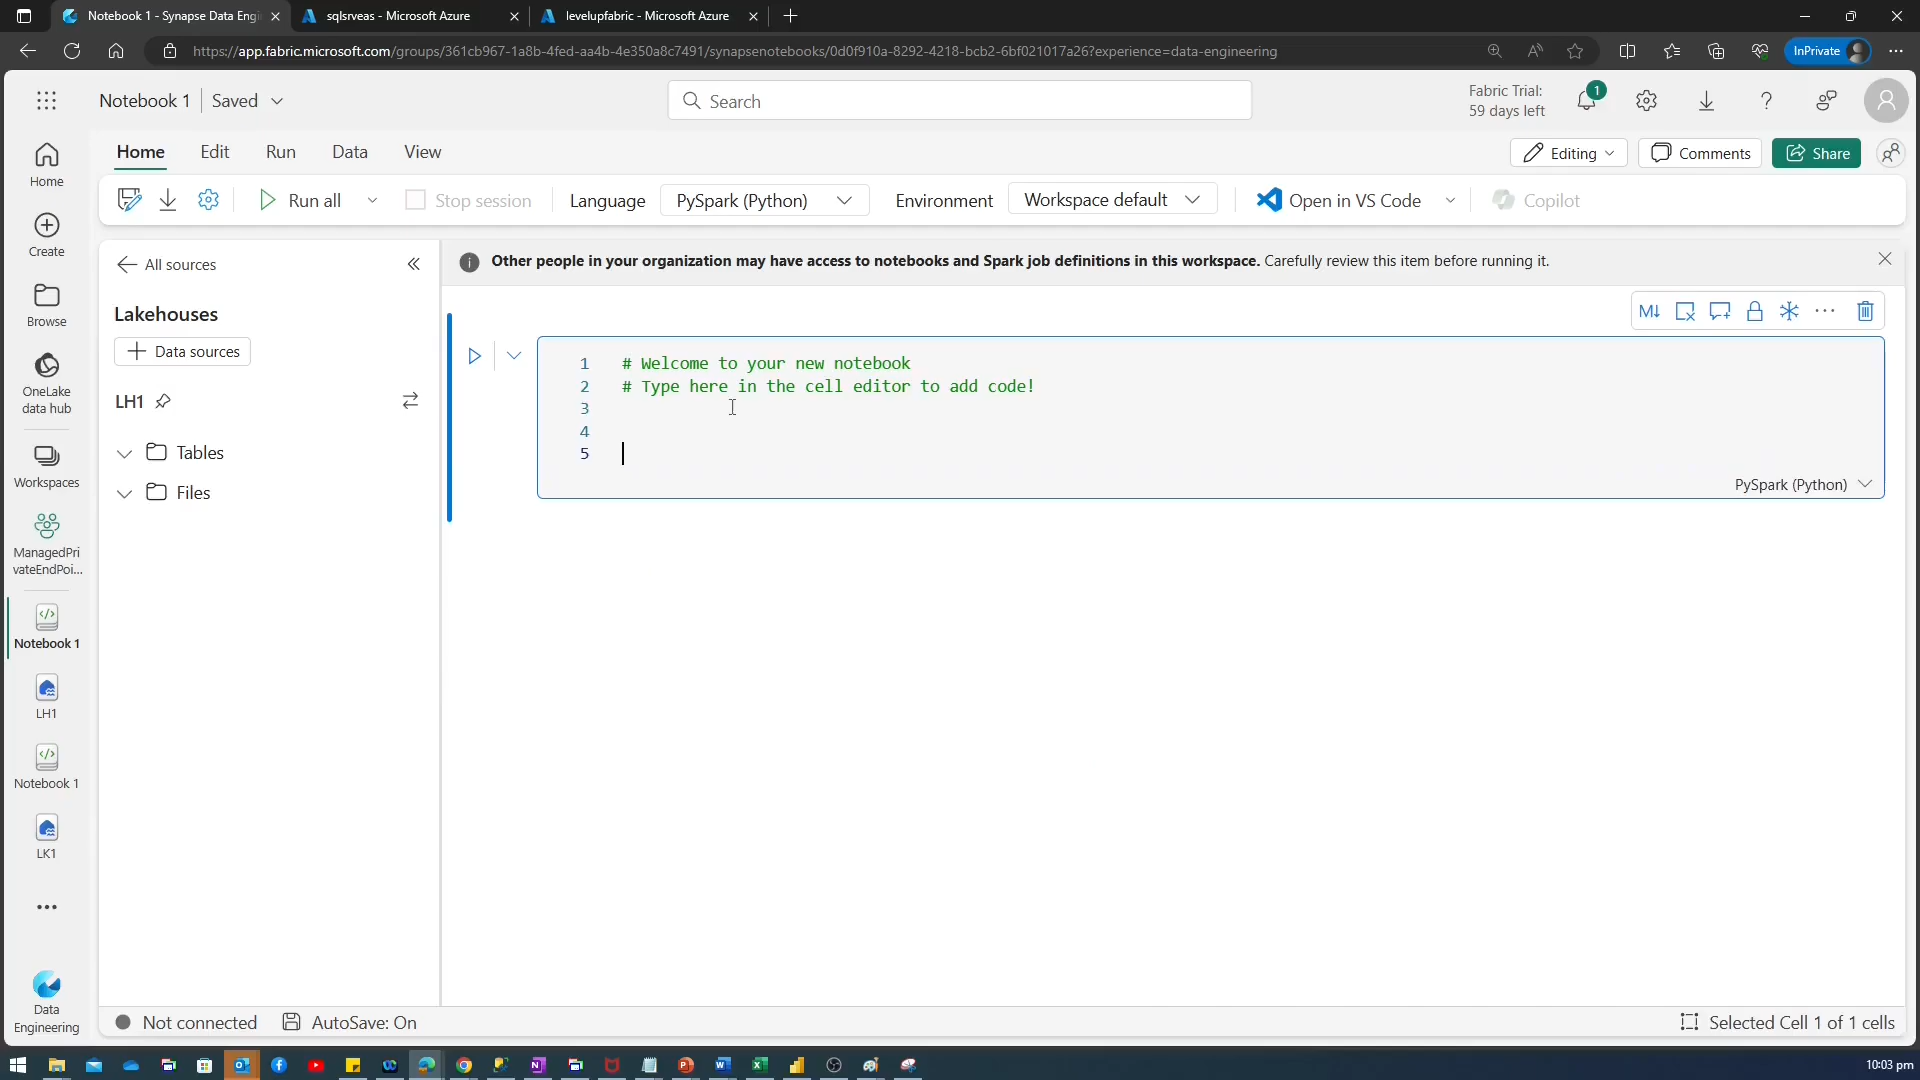 Notebook 1 - Synapse Data Engi
sqlsrveas - Microsoft Azure
levelupfabric - Microsoft Azure
https://app.fabric.microsoft.com/groups/361cb967-1a8b-4fed-aa4b-4e350a8c7491/synapsenotebooks/0d0f910a-8292-4218-bcb2-6bf021017a26?experience=data-engineering
InPrivate
Notebook 1
Saved
Search
Fabric Trial:
59 days left
1
Home
Edit
Run
Data
View
Editing
Comments
Share
Run all
Stop session
Language
PySpark (Python)
Environment
Workspace default
Open in VS Code
Copilot
Home
Create
Browse
OneLake
data hub
Workspaces
ManagedPri
vateEndPoi...
Notebook 1
LH1
Notebook 1
LK1
Data
Engineering
All sources
Lakehouses
Data sources
LH1
Tables
Files
Other people in your organization may have access to notebooks and Spark job definitions in this workspace. Carefully review this item before running it.
M↓
1 # Welcome to your new notebook
2 # Type here in the cell editor to add code!
3
4
5
PySpark (Python)
Not connected
AutoSave: On
Selected Cell 1 of 1 cells
10:03 pm